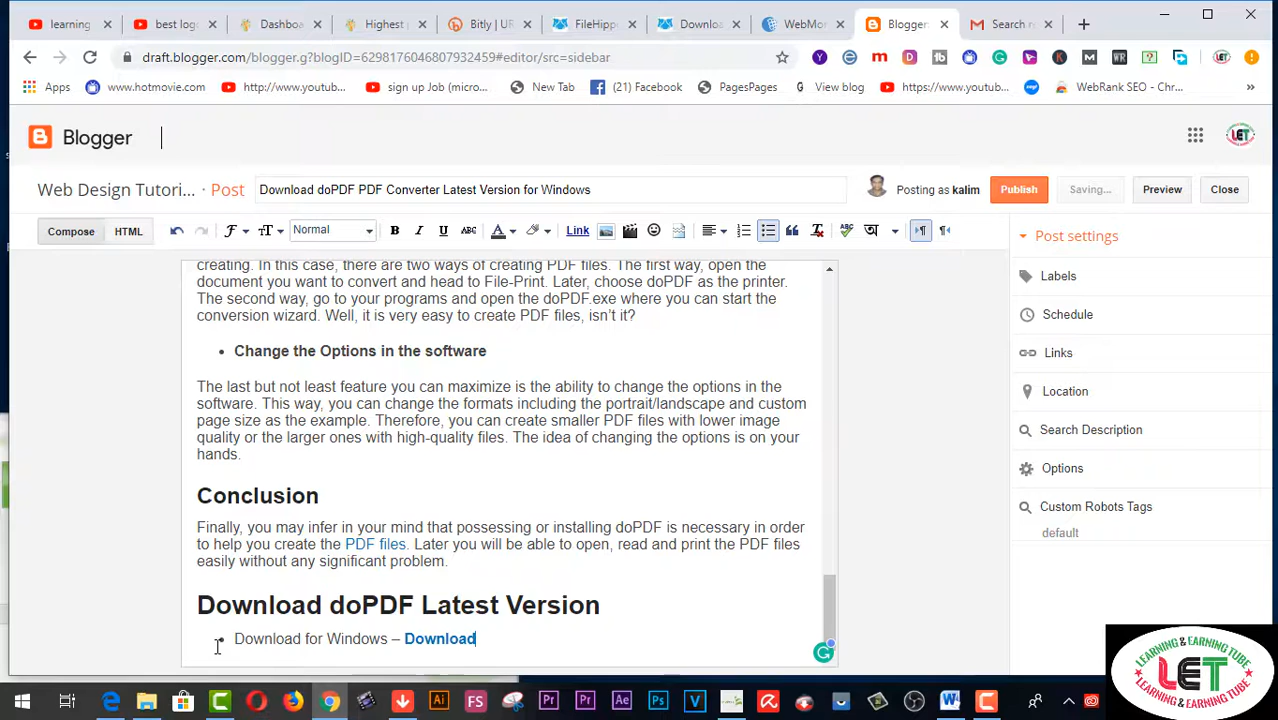 learning
best log
Dashboa
Highest
Bitly | UR
FileHipp
Downloa
WebMon
Blogger:
Search r
draft.blogger.com/blogger.g?blogID=629817604687932459#editor/src=sidebar
Apps
www.hotmovie.com
http://www.youtub...
sign up Job (micro...
New Tab
(21) Facebook
PagesPages
View blog
https://www.youtu...
WebRank SEO - Chr...
Blogger
Web Design Tutori... · Post
Download doPDF PDF Converter Latest Version for Windows
Posting as kalim
Publish
Saving...
Preview
Close
Compose
HTML
Normal
B I U ABC
A
Link
Post settings
Labels
Schedule
Links
Location
Search Description
Options
Custom Robots Tags
default
creating. In this case, there are two ways of creating PDF files. The first way, open the
document you want to convert and head to File-Print. Later, choose doPDF as the printer.
The second way, go to your programs and open the doPDF.exe where you can start the
conversion wizard. Well, it is very easy to create PDF files, isn't it?
• Change the Options in the software
The last but not least feature you can maximize is the ability to change the options in the
software. This way, you can change the formats including the portrait/landscape and custom
page size as the example. Therefore, you can create smaller PDF files with lower image
quality or the larger ones with high-quality files. The idea of changing the options is on your
hands.
Conclusion
Finally, you may infer in your mind that possessing or installing doPDF is necessary in order
to help you create the PDF files. Later you will be able to open, read and print the PDF files
easily without any significant problem.
Download doPDF Latest Version
• Download for Windows – Download
LEARNING & EARNING TUBE
LET
LEARNING & EARNING TUBE